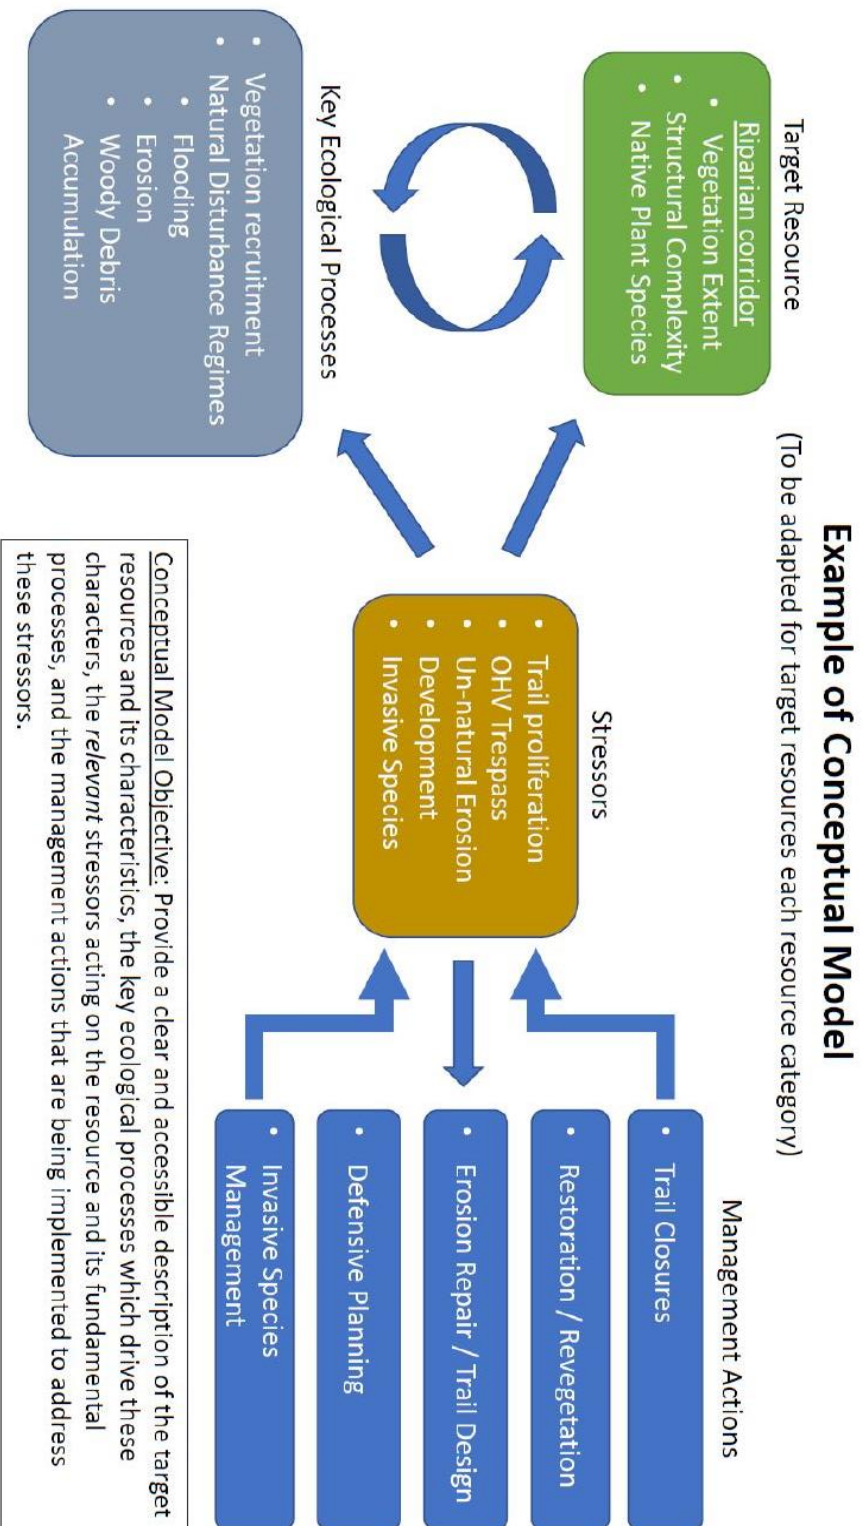 Example of Conceptual Model
(To be adapted for target resources each resource category)
Target Resource
Riparian corridor
• Vegetation Extent
• Structural Complexity
• Native Plant Species
Key Ecological Processes
• Vegetation recruitment
• Natural Disturbance Regimes
• Flooding
• Erosion
• Woody Debris
Accumulation
Stressors
• Trail proliferation
• OHV Trespass
• Un-natural Erosion
• Development
• Invasive Species
Management Actions
• Trail Closures
• Restoration / Revegetation
• Erosion Repair / Trail Design
• Defensive Planning
• Invasive Species
Management
Conceptual Model Objective: Provide a clear and accessible description of the target
resources and its characteristics, the key ecological processes which drive these
characters, the relevant stressors acting on the resource and its fundamental
processes, and the management actions that are being implemented to address
these stressors.